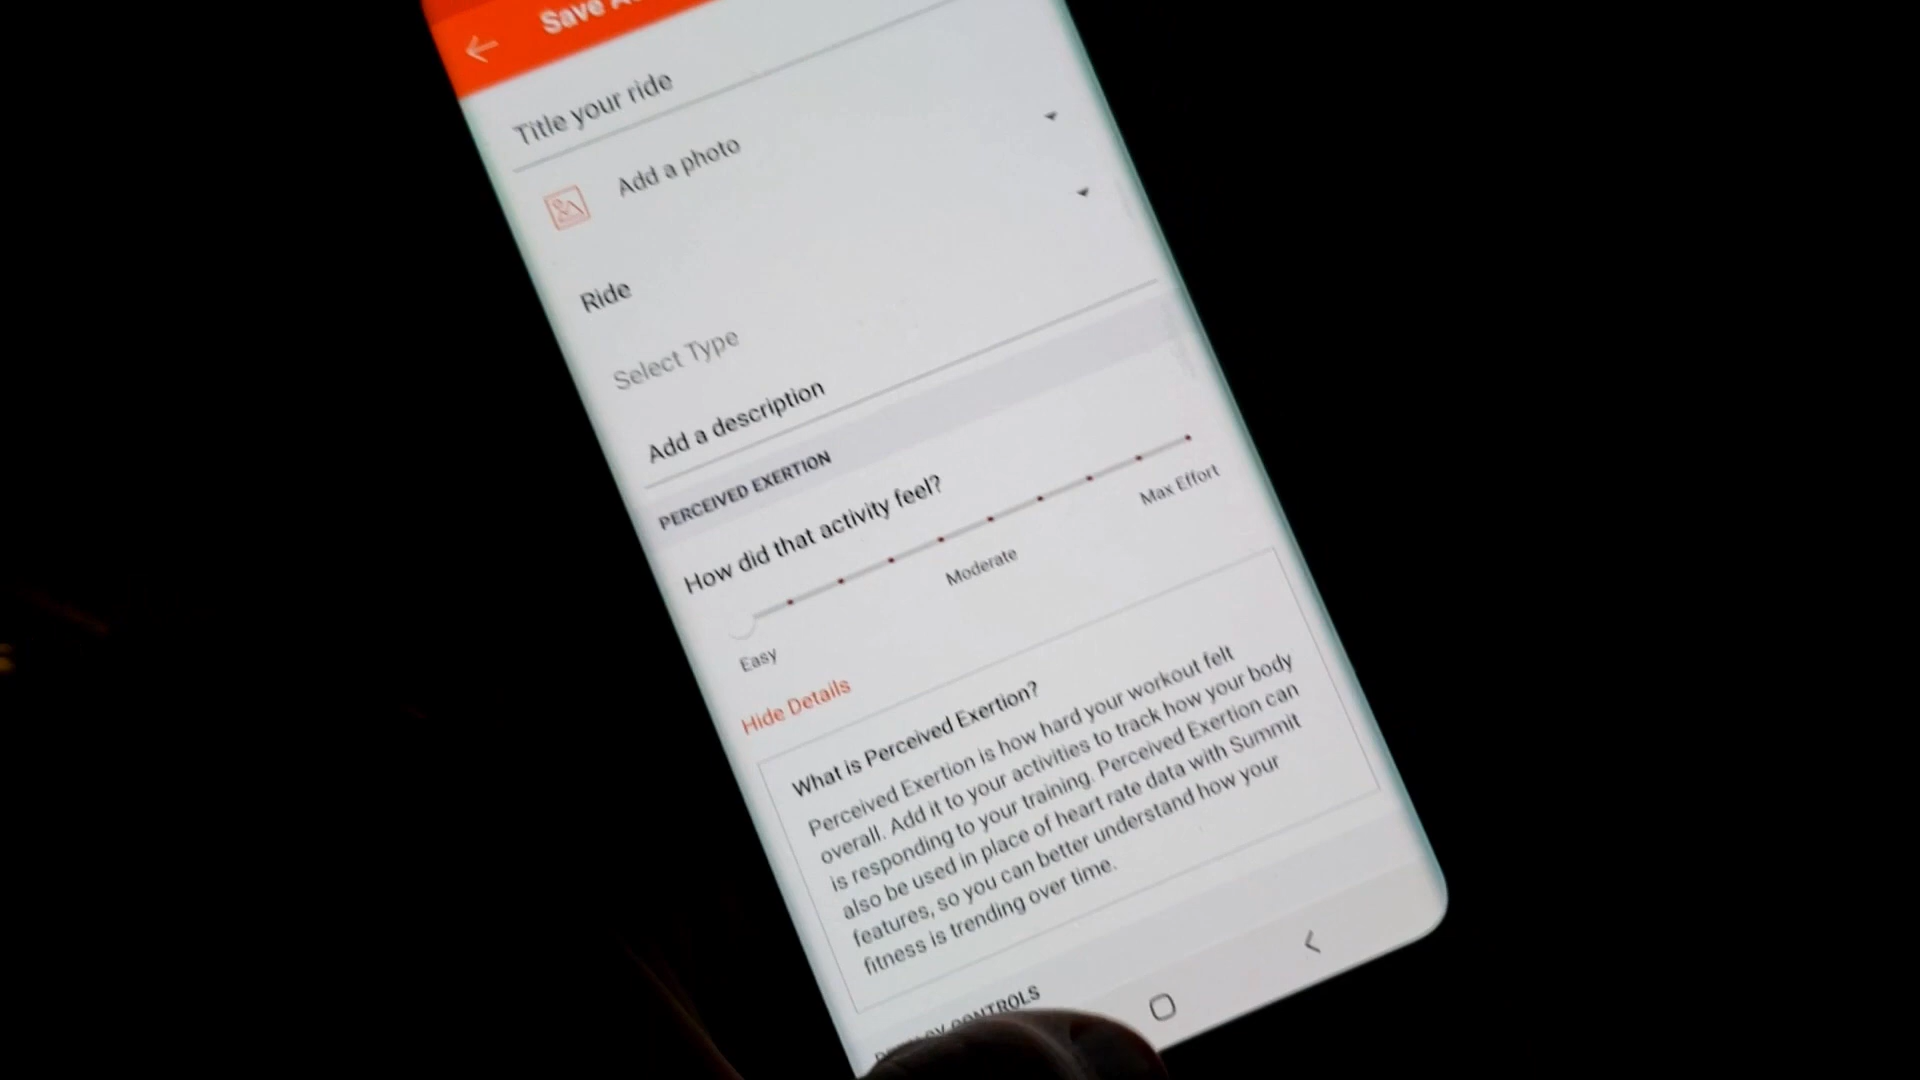 Save
Title your ride
Add a photo
Ride
Select Type
Add a description
PERCEIVED EXERTION
How did that activity feel?
Easy
Moderate
Max Effort
Hide Details
What is Perceived Exertion?
Perceived Exertion is how hard your workout felt
overall. Add it to your activities to track how your body
is responding to your training. Perceived Exertion can
also be used in place of heart rate data with Summit
features, so you can better understand how your
fitness is trending over time.
CONTROLS